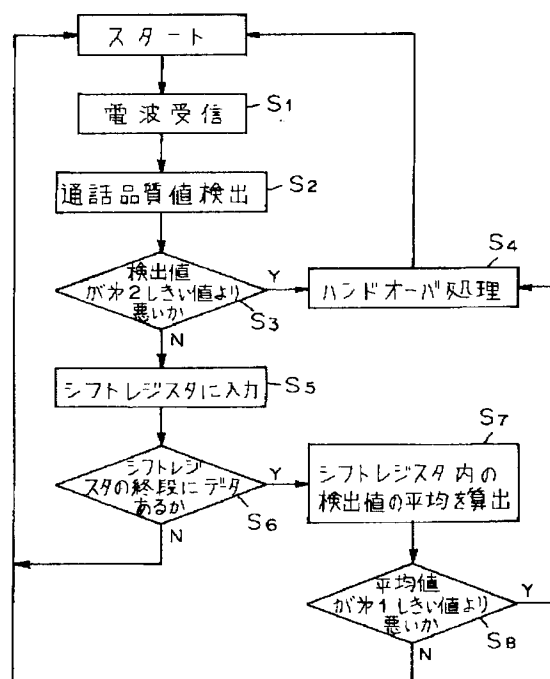 スタート
電波受信
S1
通話品質値検出
S2
検出値
が第2しきい値より
悪いか
Y
S3
N
S4
ハンドオーバ処理
シフトレジスタに入力
S5
シフトレジ
スタの終段にデータ
あるか
Y
S6
N
S7
シフトレジスタ内の
検出値の平均を算出
平均値
が第1しきい値より
悪いか
Y
S8
N